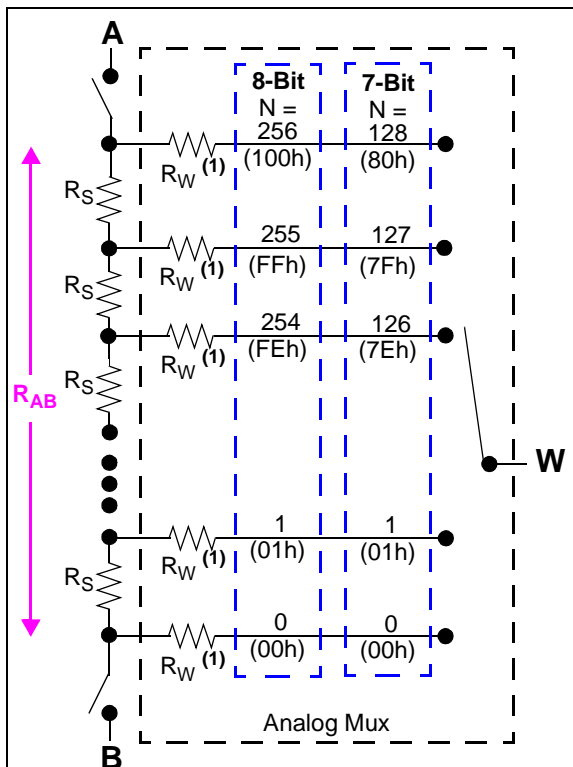 A
8-Bit 7-Bit
N = N =
256 128
(100h) (80h)
RW (1)
RS
255 127
(FFh) (7Fh)
RW (1)
RS
254 126
(FEh) (7Eh)
RW (1)
RS
RAB
W
1 1
(01h) (01h)
RW (1)
RS
0 0
(00h) (00h)
RW (1)
Analog Mux
B